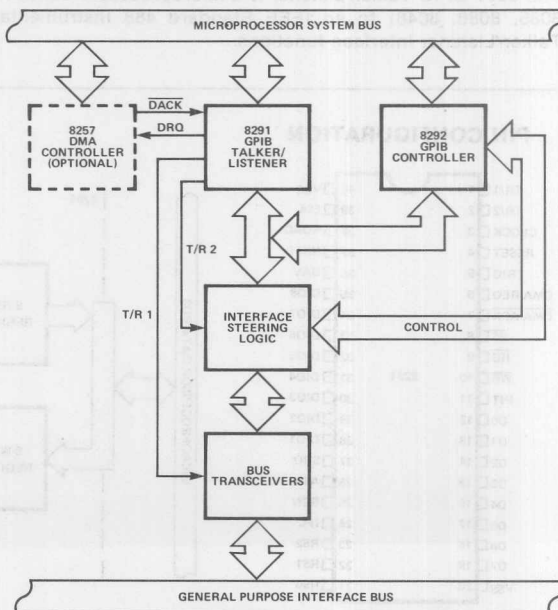 MICROPROCESSOR SYSTEM BUS
8257
DMA
CONTROLLER
(OPTIONAL)
DACK
DRQ
8291
GPIB
TALKER/
LISTENER
8292
GPIB
CONTROLLER
T/R 2
T/R 1
INTERFACE
STEERING
LOGIC
CONTROL
BUS
TRANSCEIVERS
GENERAL PURPOSE INTERFACE BUS